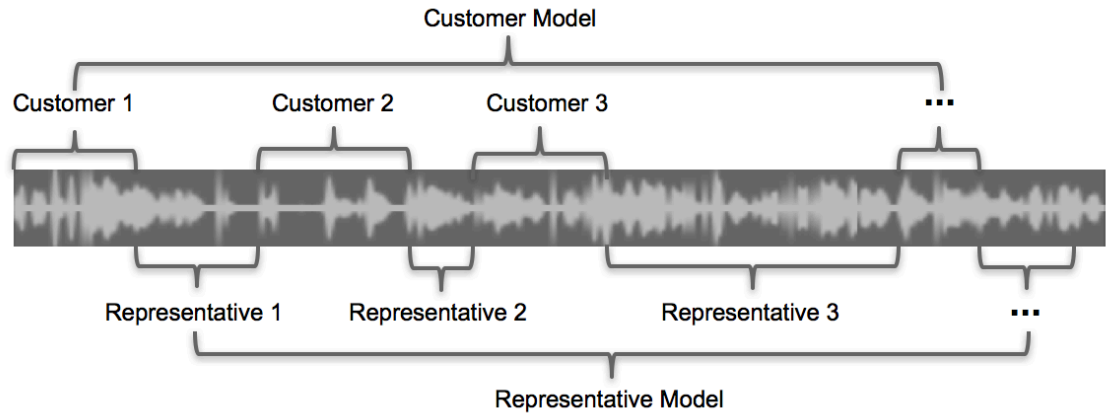 Customer Model
Customer 1 Customer 2 Customer 3 ...
Representative 1 Representative 2 Representative 3 ...
Representative Model